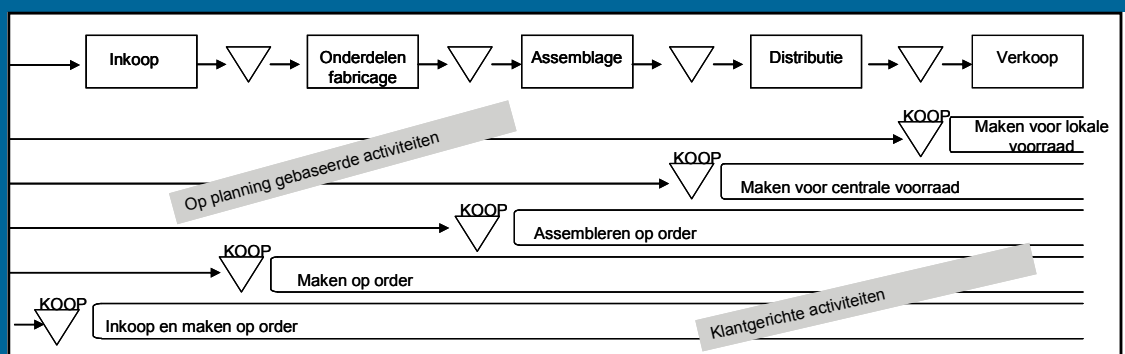 Inkoop
Onderdelen
fabricage
Assemblage
Distributie
Verkoop
KOOP
Maken voor lokale
voorraad
Op planning gebaseerde activiteiten
KOOP
Maken voor centrale voorraad
KOOP
Assembleren op order
KOOP
Maken op order
KOOP
Inkoop en maken op order
Klantgerichte activiteiten